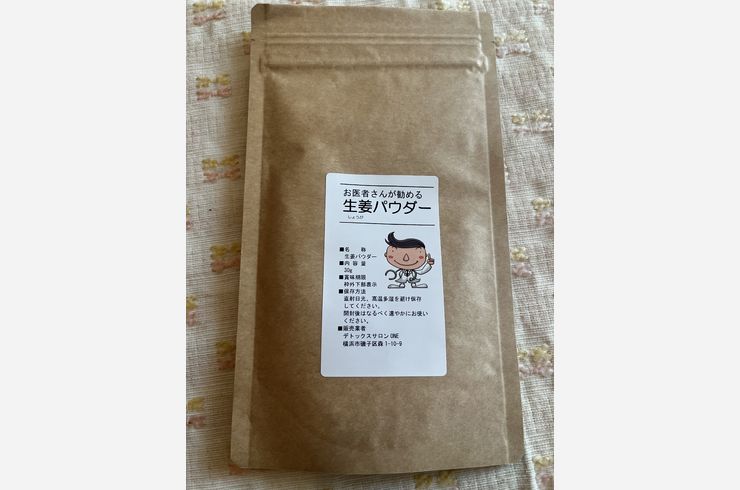 お医者さんが勧める
生姜パウダー
しょうが
■名　　称
生姜パウダー
■内 容 量
30g
■賞味期限
枠外下部表示
■保存方法
直射日光、高温多湿を避け保存
してください。
開封後はなるべく速やかにお使い
ください。
■販売業者
デトックスサロンONE
横浜市磯子区森 1-10-9